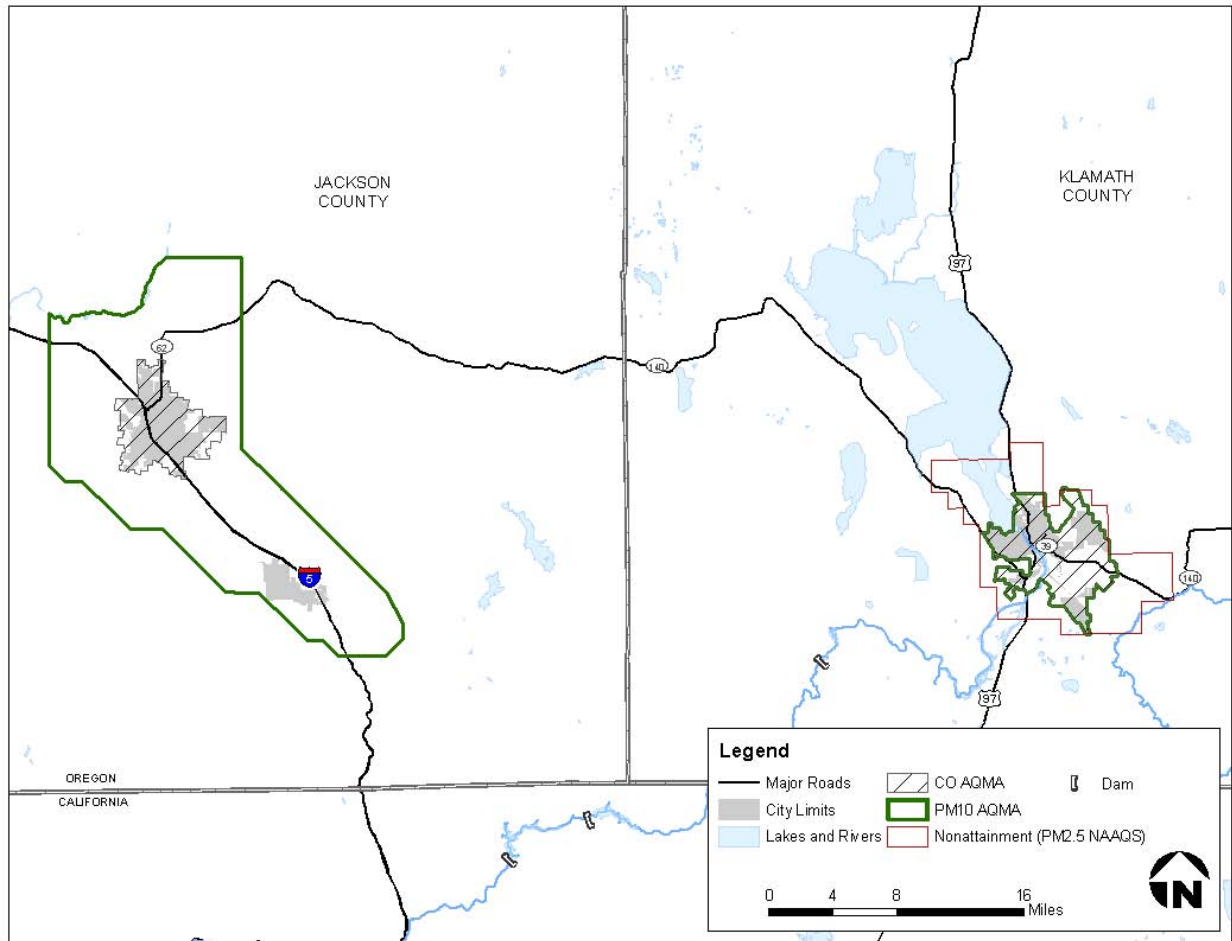 JACKSON
COUNTY
KLAMATH
COUNTY
97
62
140
39
5
140
97
OREGON
CALIFORNIA
Legend
Major Roads
City Limits
Lakes and Rivers
CO AQMA
PM10 AQMA
Nonattainment (PM2.5 NAAQS)
Dam
0 4 8 16
Miles
N